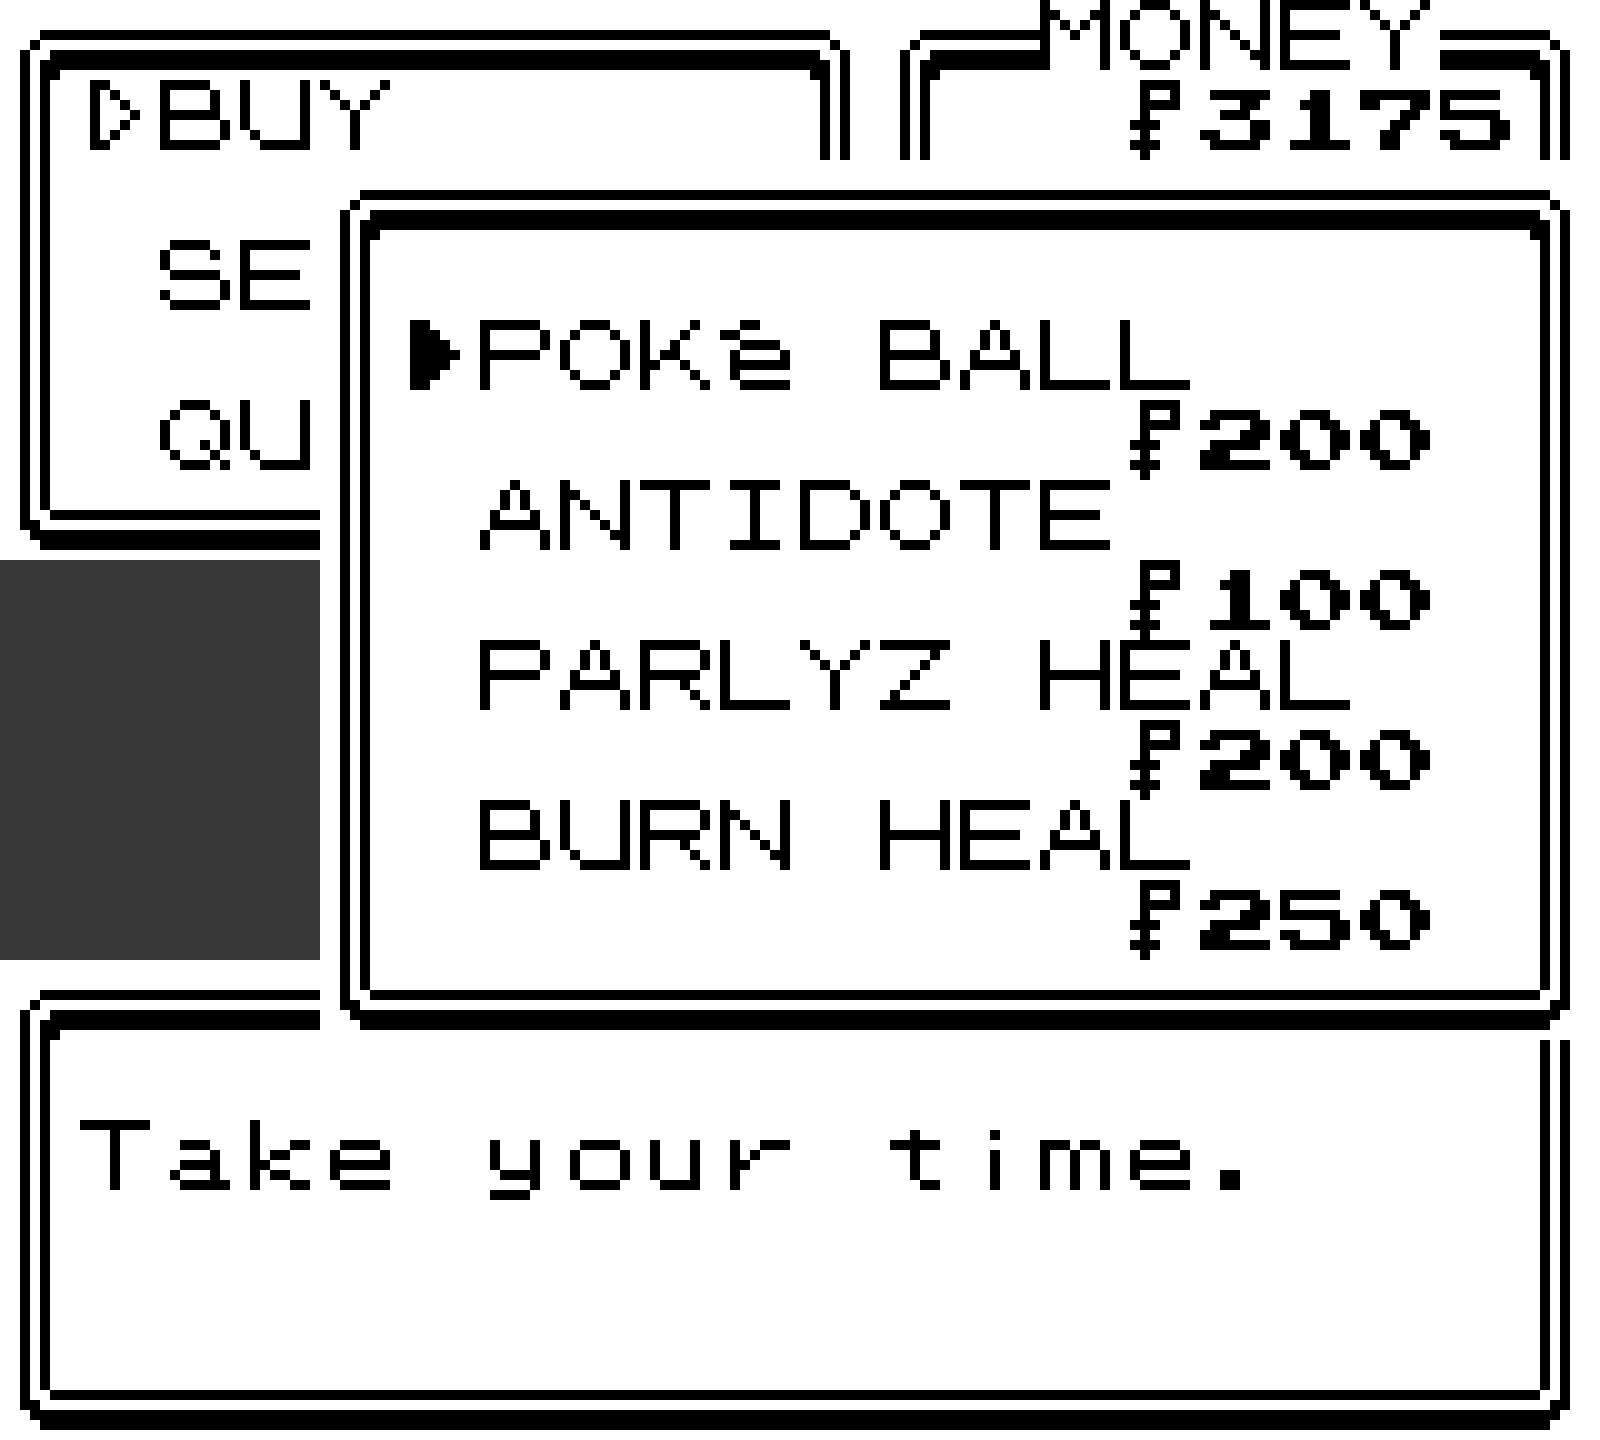 MONEY
▷BUY
₽3175
SE
▶POKé BALL
₽200
QU
ANTIDOTE
₽100
PARLYZ HEAL
₽200
BURN HEAL
₽250
Take your time.